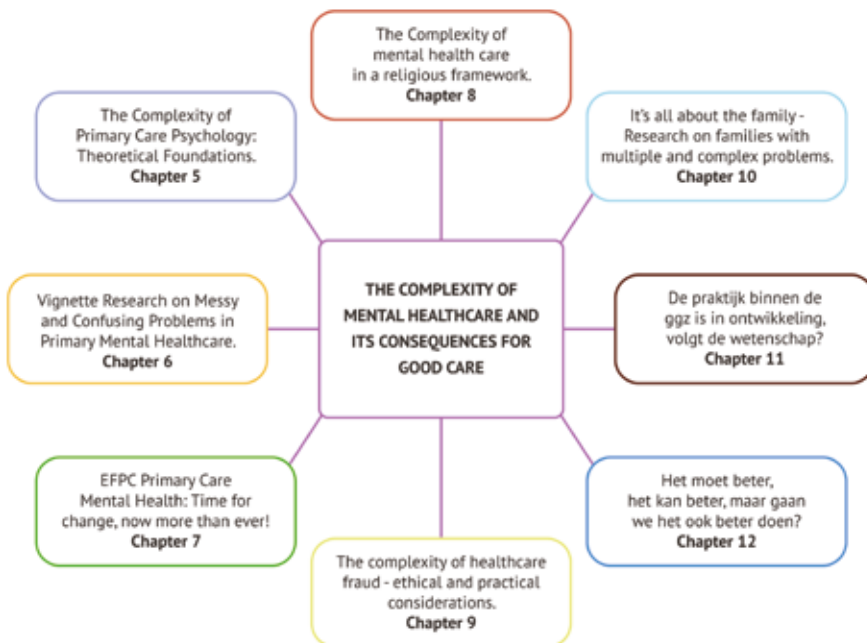 The Complexity of
mental health care
in a religious framework.
Chapter 8
The Complexity of
Primary Care Psychology:
Theoretical Foundations.
Chapter 5
It's all about the family -
Research on families with
multiple and complex problems.
Chapter 10
Vignette Research on Messy
and Confusing Problems in
Primary Mental Healthcare.
Chapter 6
THE COMPLEXITY OF
MENTAL HEALTHCARE AND
ITS CONSEQUENCES FOR
GOOD CARE
De praktijk binnen de
ggz is in ontwikkeling,
volgt de wetenschap?
Chapter 11
EFPC Primary Care
Mental Health: Time for
change, now more than ever!
Chapter 7
The complexity of healthcare
fraud - ethical and practical
considerations.
Chapter 9
Het moet beter,
het kan beter, maar gaan
we het ook beter doen?
Chapter 12